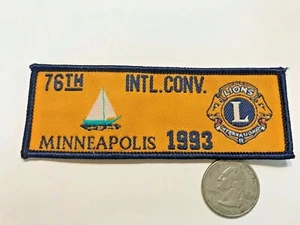 76TH INTL. CONV.
LIONS
L
INTERNATIONAL
MINNEAPOLIS 1993